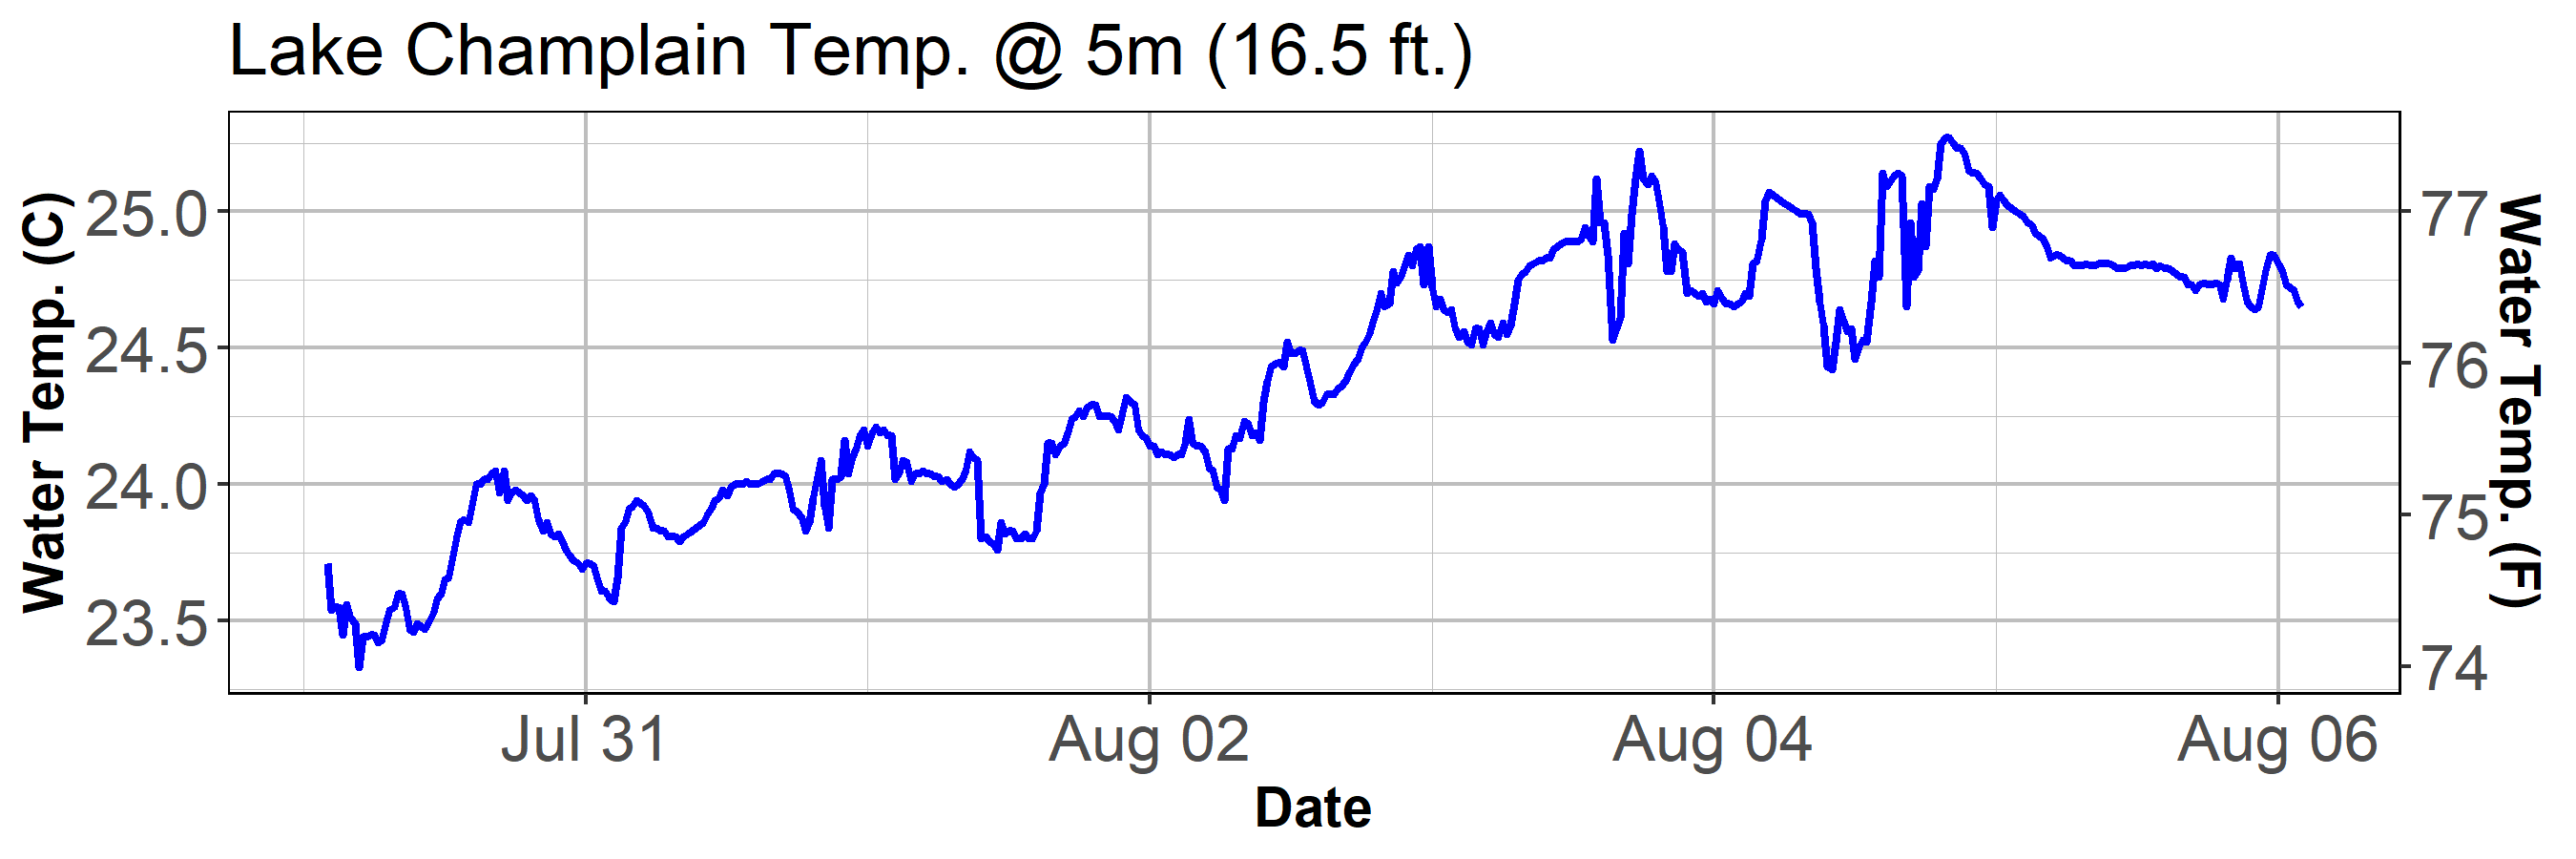 Lake Champlain Temp. @ 5m (16.5 ft.)
Water Temp. (C)
25.0
24.5
24.0
23.5
77
76
75
74
Water Temp. (F)
Jul 31
Aug 02
Aug 04
Aug 06
Date